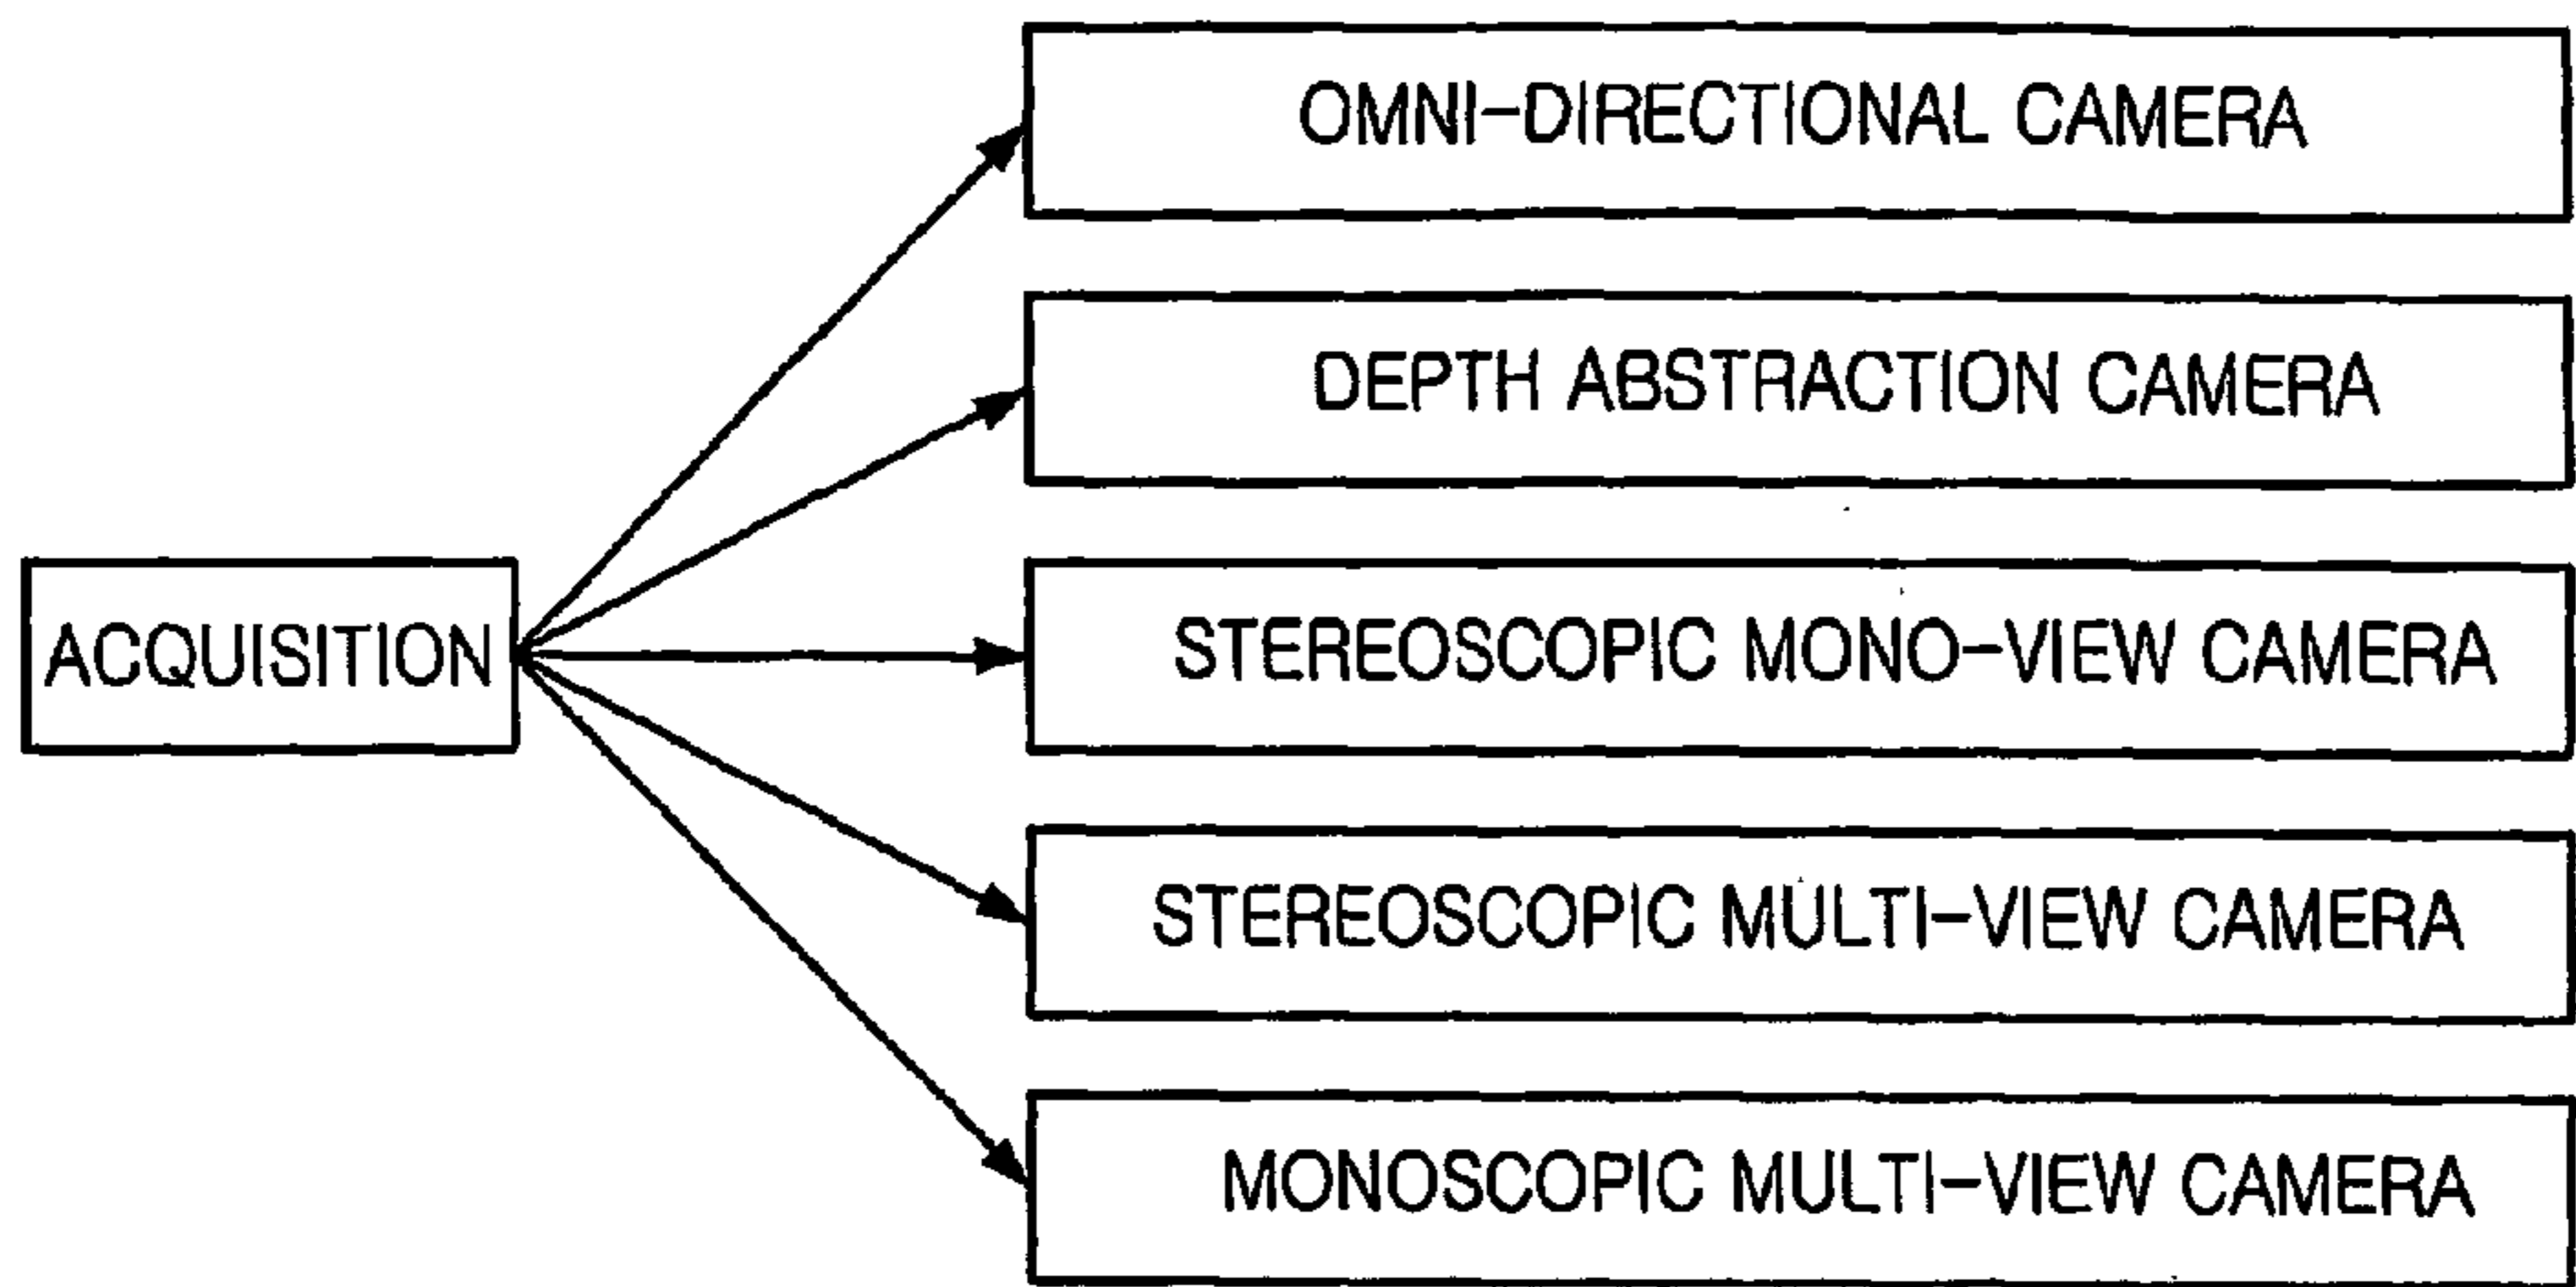 OMNI-DIRECTIONAL CAMERA
DEPTH ABSTRACTION CAMERA
ACQUISITION
STEREOSCOPIC MONO-VIEW CAMERA
STEREOSCOPIC MULTI-VIEW CAMERA
MONOSCOPIC MULTI-VIEW CAMERA